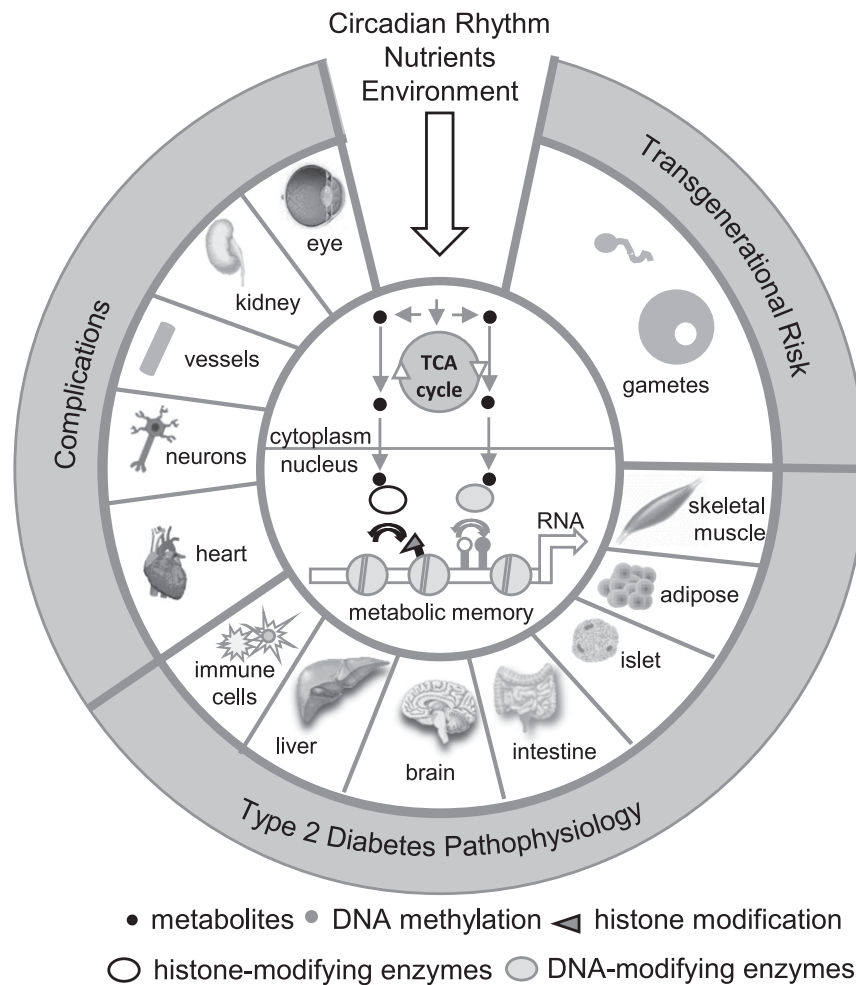 Circadian Rhythm
Nutrients
Environment
Complications
Transgenerational Risk
Type 2 Diabetes Pathophysiology
eye
kidney
vessels
neurons
heart
immune
cells
liver
brain
intestine
islet
adipose
skeletal
muscle
gametes
TCA
cycle
cytoplasm
nucleus
RNA
metabolic memory
metabolites DNA methylation histone modification
histone-modifying enzymes DNA-modifying enzymes